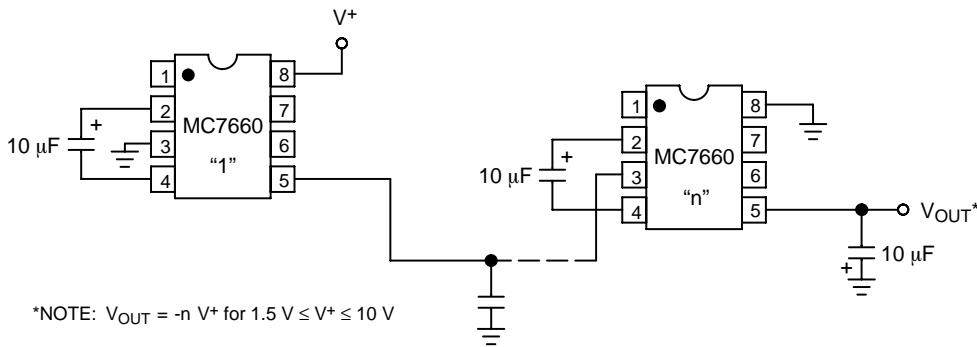 V+
1
8
2
7
MC7660
+
10 µF
3
6
"1"
4
5
1
8
2
7
MC7660
+
10 µF
3
6
"n"
4
5
VOUT*
+
10 µF
*NOTE: VOUT = -n V+ for 1.5 V ≤ V+ ≤ 10 V